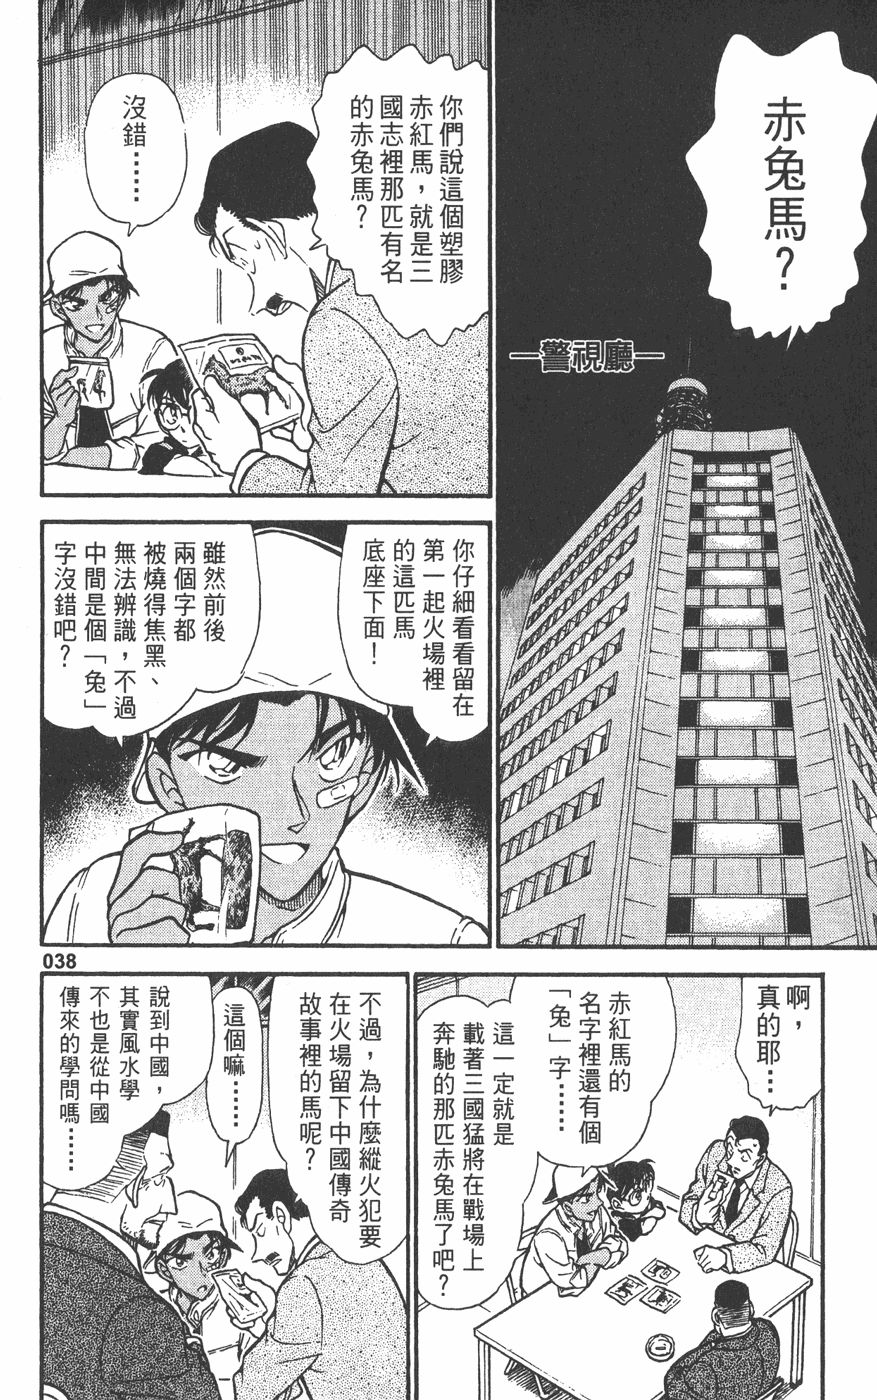 赤兔馬？
—警視廳—
你們說這個塑膠
赤紅馬，就是三
國志裡那匹有名
的赤兔馬？
沒錯……
你仔細看看留在
第一起火場裡
的這匹馬
底座下面！
雖然前後
兩個字都
被燒得焦黑、
無法辨識，不過
中間是個「兔」
字沒錯吧？
038
啊，
真的耶…
赤紅馬的
名字裡還有個
「兔」字……
這一定就是
載著三國猛將在戰場上
奔馳的那匹赤兔馬了吧？
不過，為什麼縱火犯要
在火場留下中國傳奇
故事裡的馬呢？
這個嘛……
說到中國，
其實風水學
不也是從中國
傳來的學問嗎……